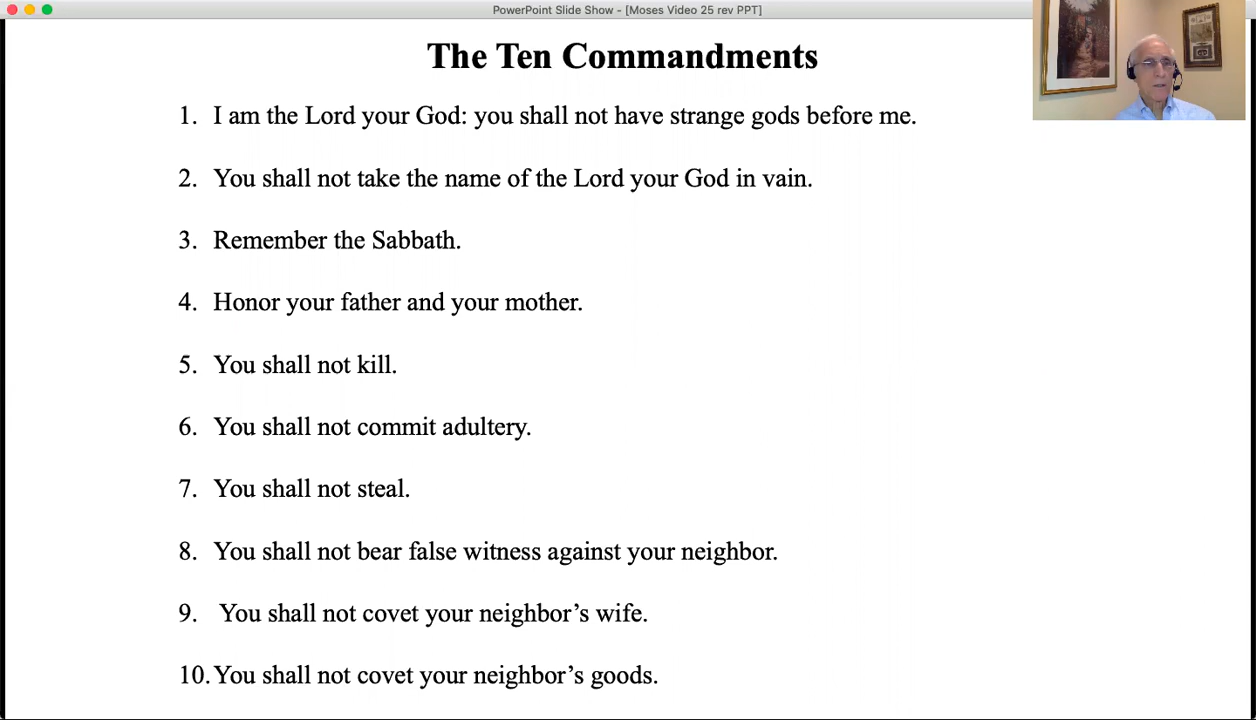 PowerPoint Slide Show - [Moses Video 25 rev PPT]
The Ten Commandments
1. I am the Lord your God: you shall not have strange gods before me.
2. You shall not take the name of the Lord your God in vain.
3. Remember the Sabbath.
4. Honor your father and your mother.
5. You shall not kill.
6. You shall not commit adultery.
7. You shall not steal.
8. You shall not bear false witness against your neighbor.
9. You shall not covet your neighbor’s wife.
10. You shall not covet your neighbor’s goods.